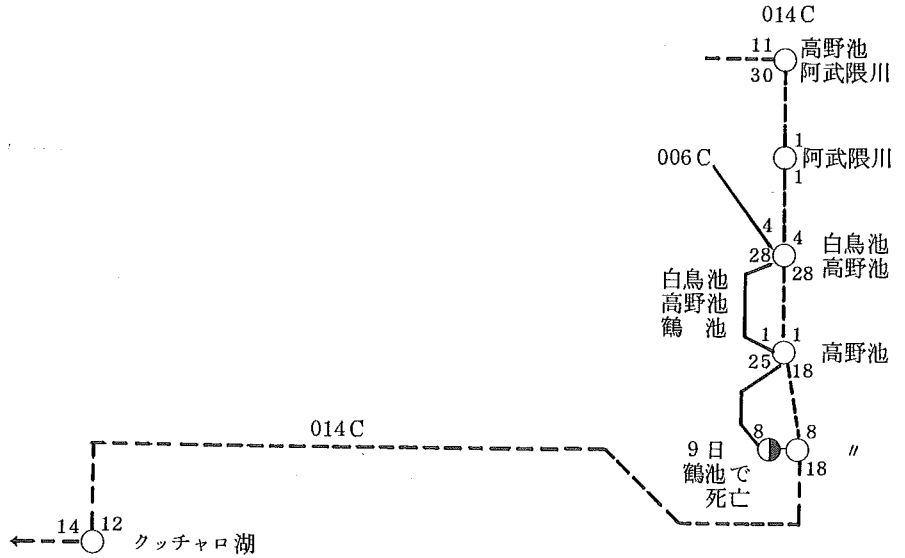 014C
11 高野池
30 阿武隈川
1
阿武隈川
1
006C
4 4 白鳥池
28 28 高野池
白鳥池
高野池
鶴 池
1 1 高野池
25 18
014C
8 8
9日 〃
鶴池で 18
死亡
14 12
クッチャロ湖